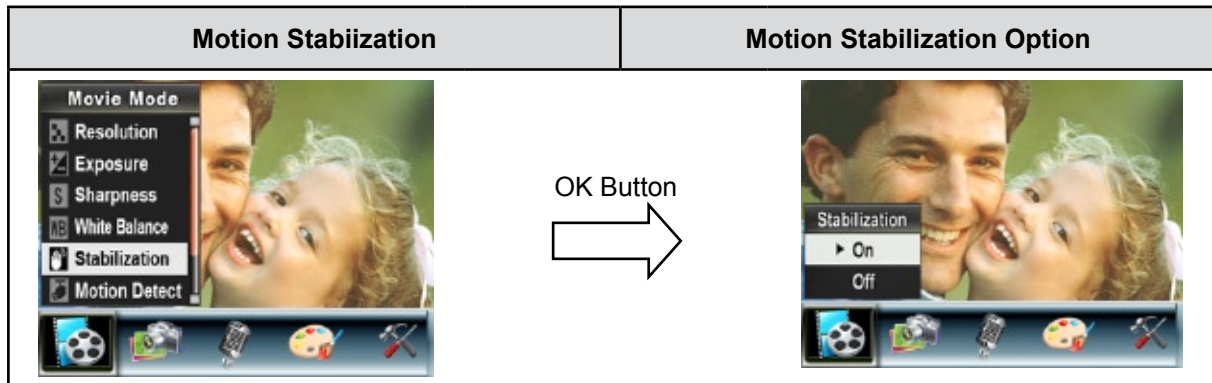 Motion Stabiization
Motion Stabilization Option
Movie Mode
Resolution
Exposure
S Sharpness
White Balance
Stabilization
Motion Detect
OK Button
Stabilization
On
Off